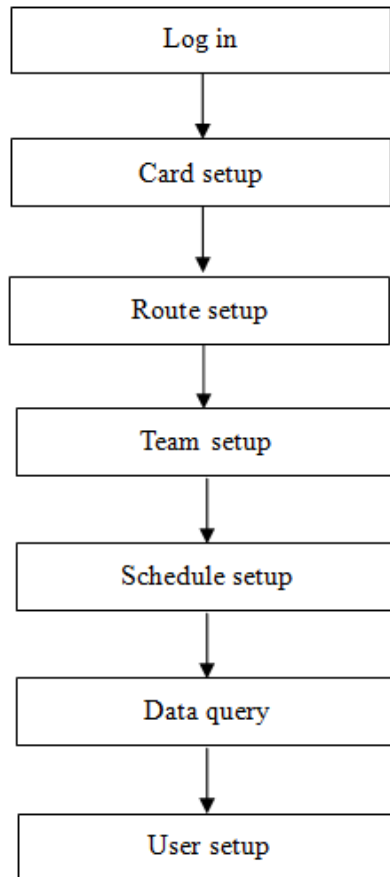 Log in
Card setup
Route setup
Team setup
Schedule setup
Data query
User setup